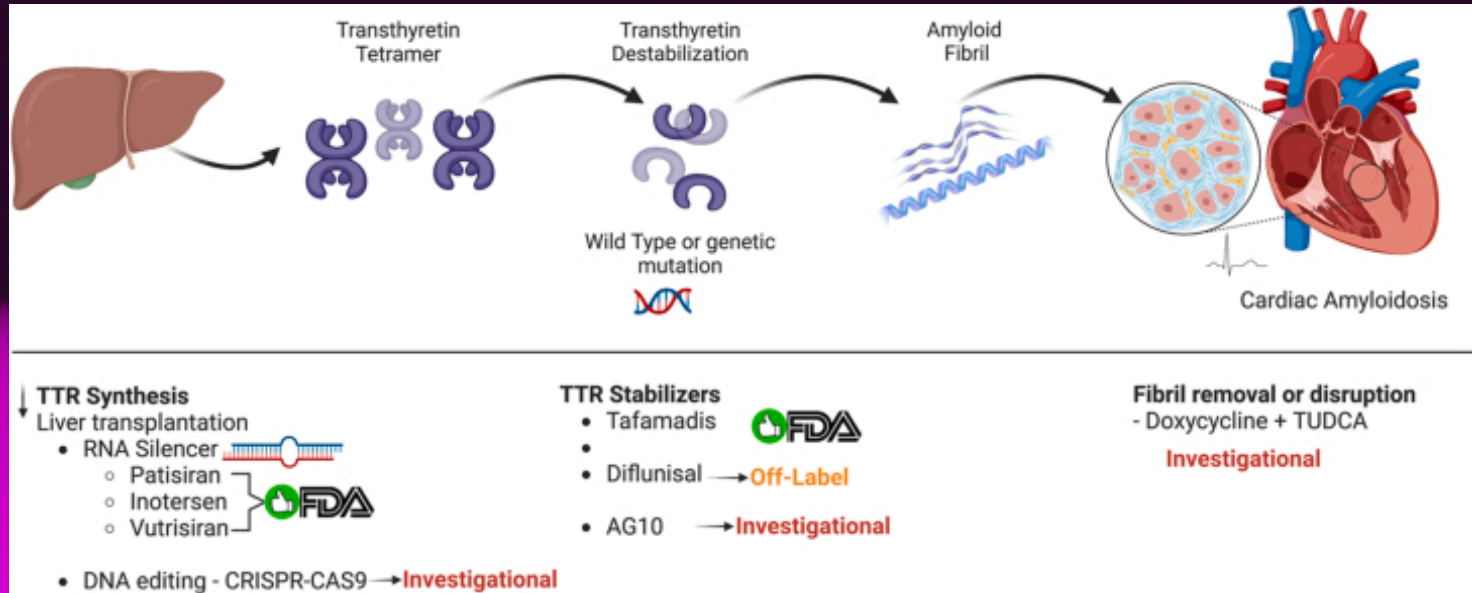 Transthyretin
Tetramer
Transthyretin
Destabilization
Amyloid
Fibril
Wild Type or genetic
mutation
Cardiac Amyloidosis
↓ TTR Synthesis
Liver transplantation
• RNA Silencer
○ Patisiran
○ Inotersen
○ Vutrisiran
FDA
• DNA editing - CRISPR-CAS9 → Investigational
TTR Stabilizers
• Tafamadis FDA
•
• Diflunisal → Off-Label
• AG10 → Investigational
Fibril removal or disruption
- Doxycycline + TUDCA
Investigational